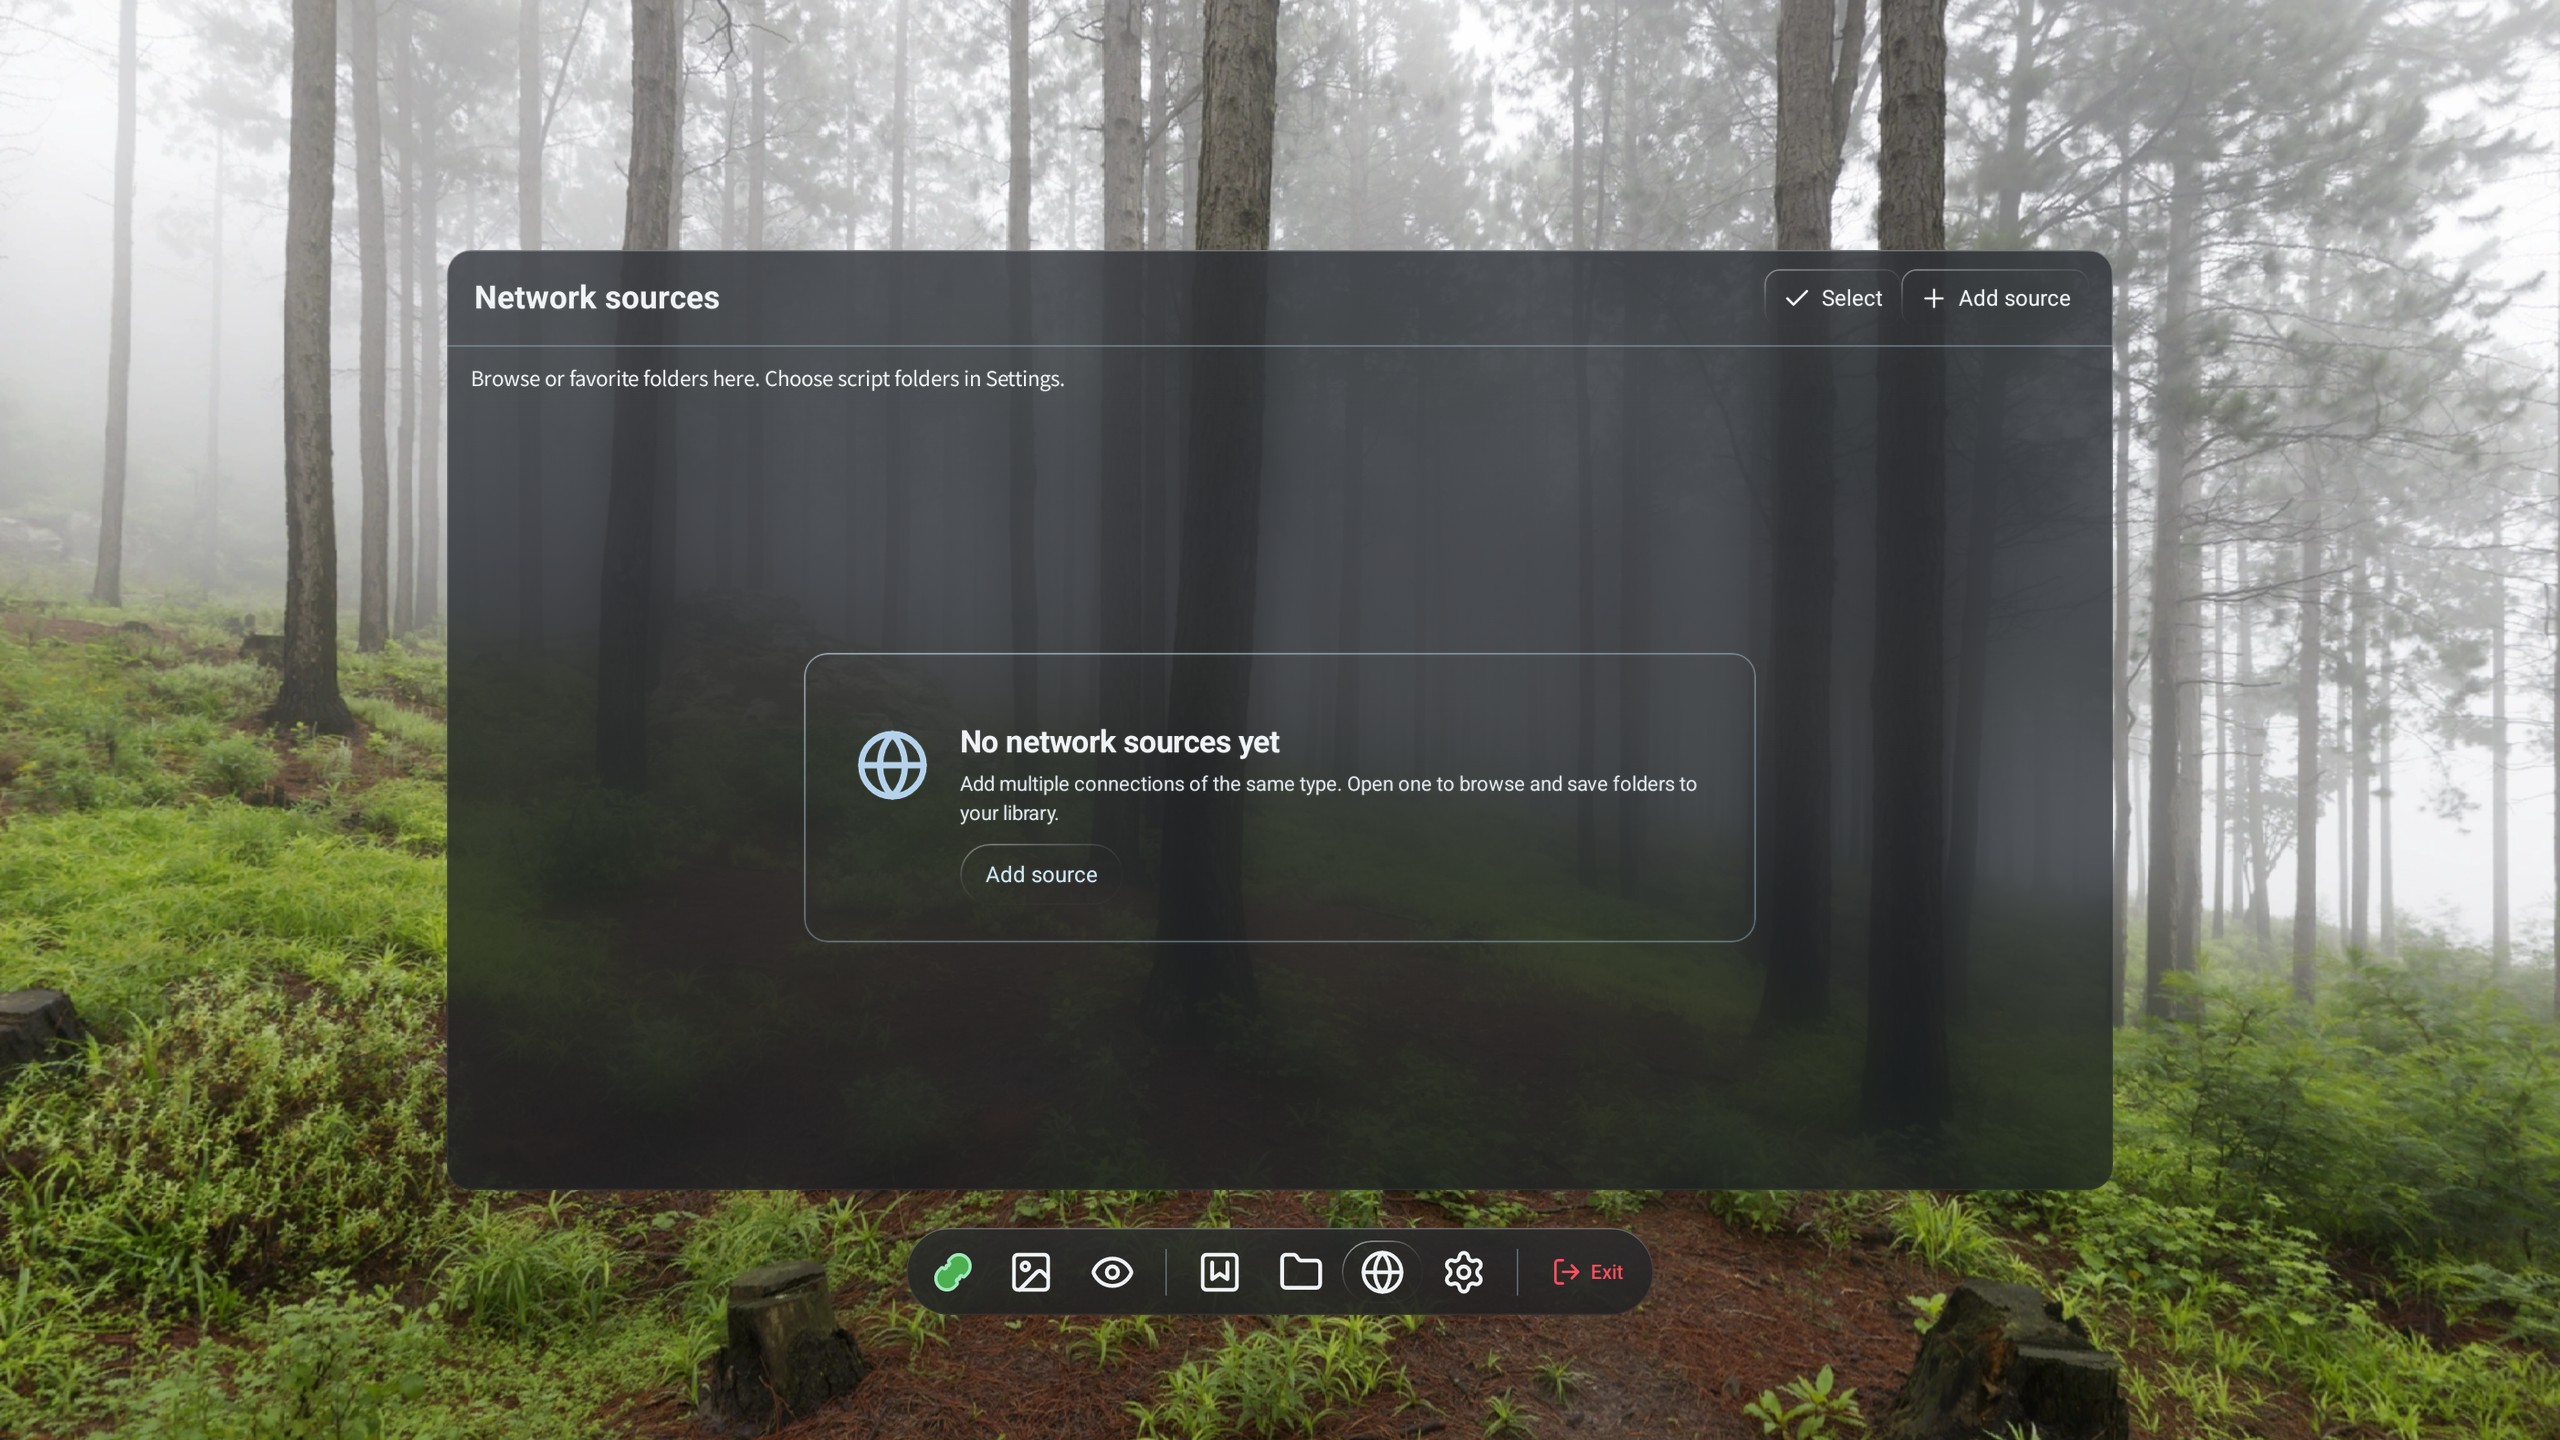 Network sources
Select
Add source
Browse or favorite folders here. Choose script folders in Settings.
No network sources yet
Add multiple connections of the same type. Open one to browse and save folders to
your library.
Add source
Exit